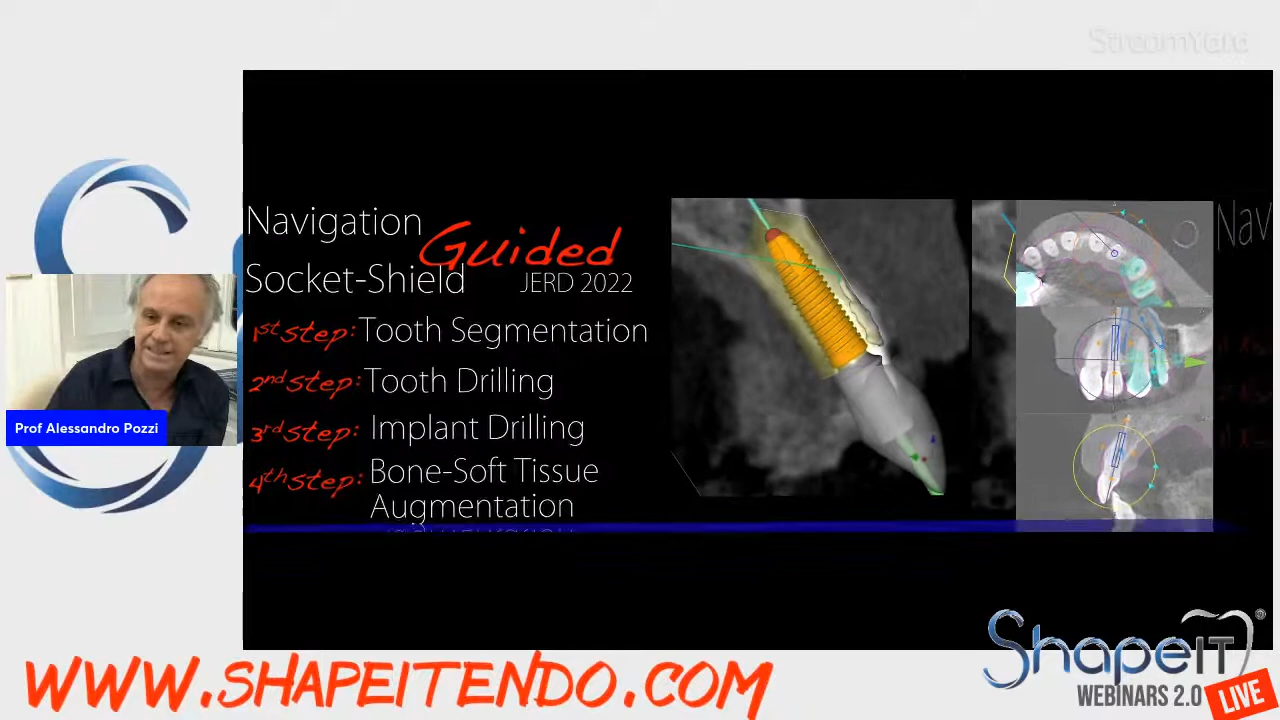 StreamYard
Navigation
Guided
Socket-Shield
JERD 2022
1st step: Tooth Segmentation
2nd step: Tooth Drilling
3rd step: Implant Drilling
4th step: Bone-Soft Tissue
Augmentation
Nav
Prof Alessandro Pozzi
WWW.SHAPEITENDO.COM
ShapeIT®
WEBINARS 2.0
LIVE